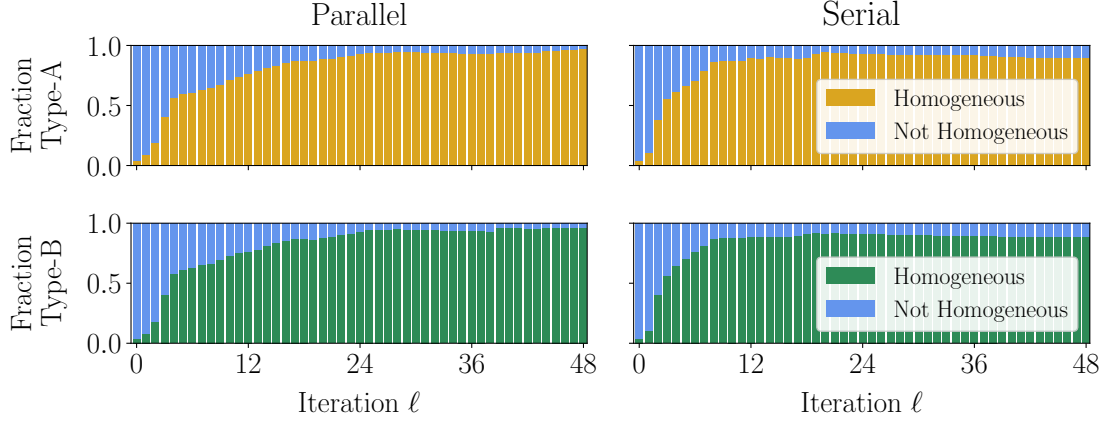 Parallel
Serial
Fraction
Type-A
1.0
0.5
0.0
Homogeneous
Not Homogeneous
Fraction
Type-B
1.0
0.5
0.0
Homogeneous
Not Homogeneous
0 12 24 36 48
0 12 24 36 48
Iteration ℓ
Iteration ℓ